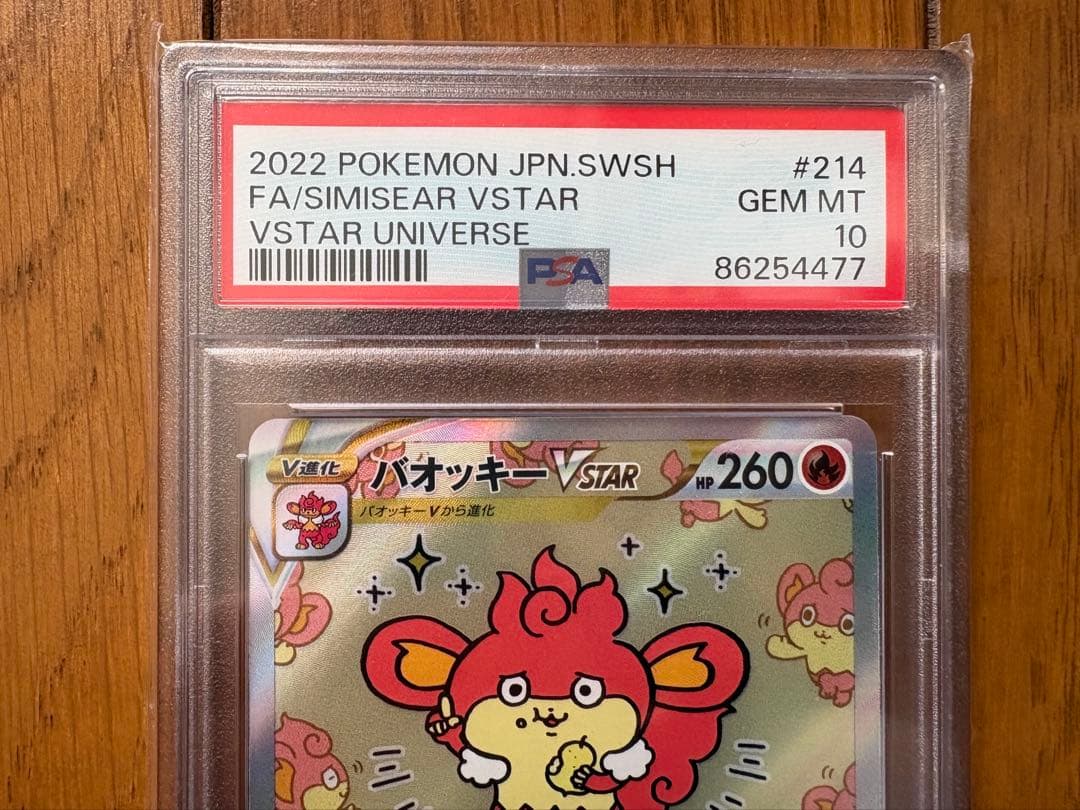 2022 POKEMON JPN.SWSH #214
FA/SIMISEAR VSTAR GEM MT
VSTAR UNIVERSE 10
PSA 86254477
V進化 バオッキーVSTAR HP 260
バオッキーVから進化